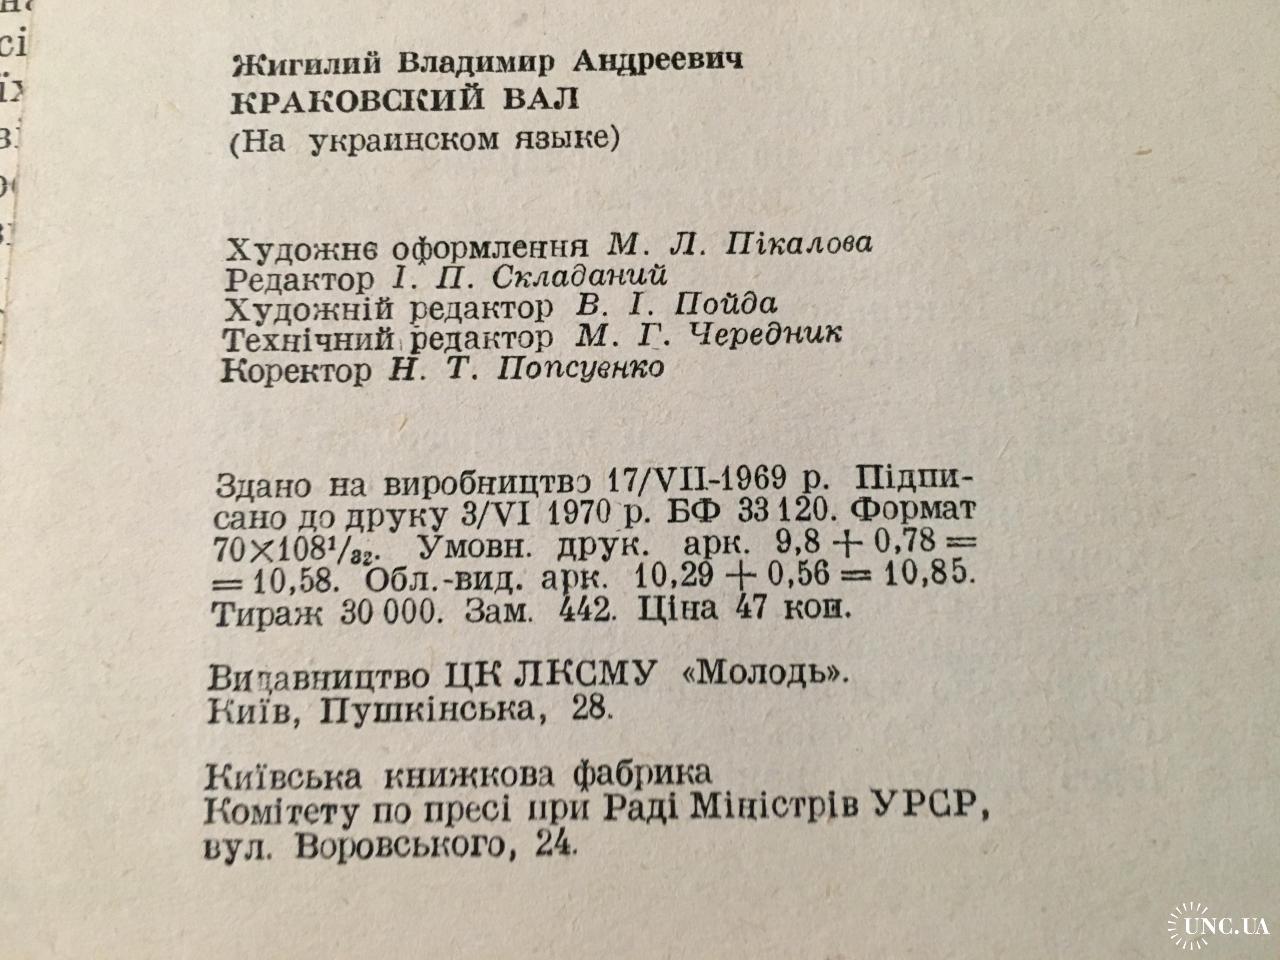 Жигилий Владимир Андреевич
КРАКОВСКИЙ ВАЛ
(На украинском языке)
Художнє оформлення М. Л. Пікалова
Редактор І. П. Складаний
Художній редактор В. І. Пойда
Технічний редактор М. Г. Чередник
Коректор Н. Т. Попсуенко
Здано на виробництво 17/VII-1969 р. Підпи-
сано до друку 3/VI 1970 р. БФ 33 120. Формат
70×108¹/₃₂. Умовн. друк. арк. 9,8 + 0,78 =
= 10,58. Обл.-вид. арк. 10,29 + 0,56 = 10,85.
Тираж 30 000. Зам. 442. Ціна 47 коп.
Видавництво ЦК ЛКСМУ «Молодь».
Київ, Пушкінська, 28.
Київська книжкова фабрика
Комітету по пресі при Раді Міністрів УРСР,
вул. Воровського, 24.
UNC.UA